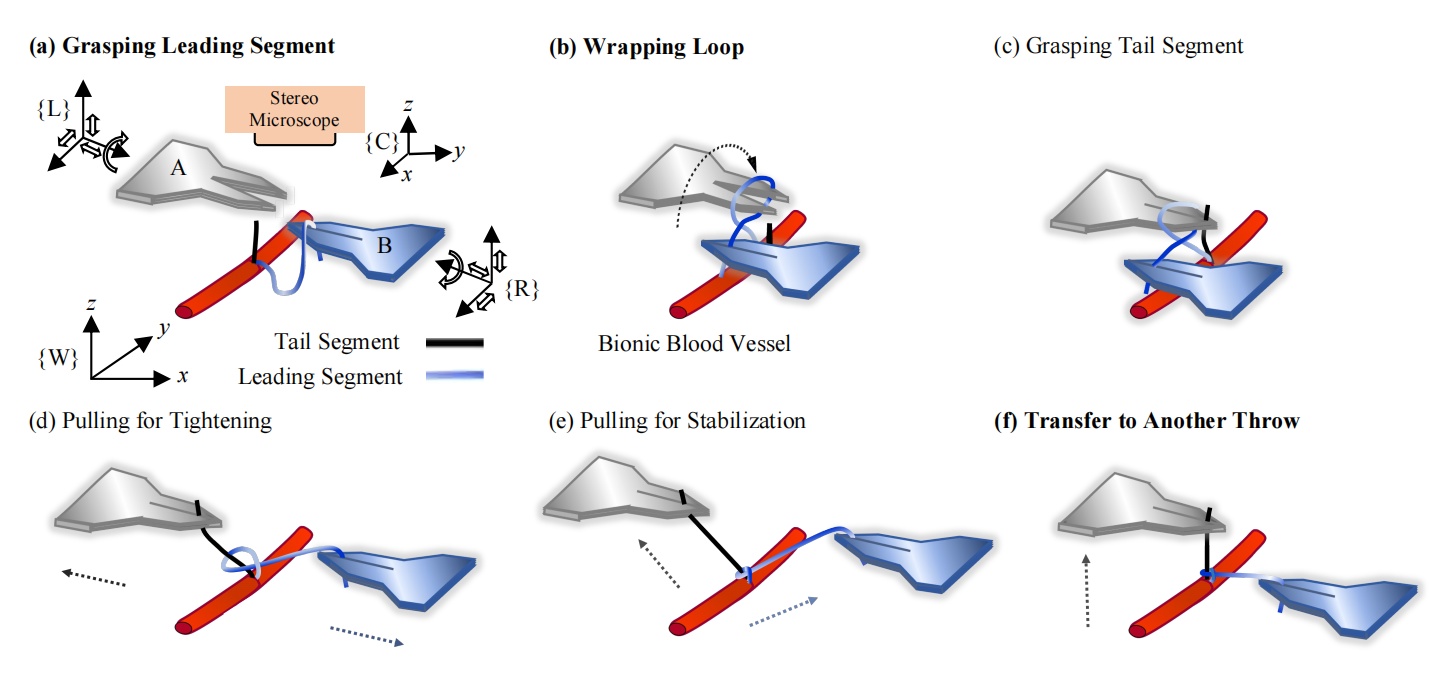 (a) Grasping Leading Segment
(b) Wrapping Loop
(c) Grasping Tail Segment
{L}
Stereo
Microscope
z
{C}
y
x
A
B
{R}
z
y
{W}
x
Tail Segment
Leading Segment
Bionic Blood Vessel
(d) Pulling for Tightening
(e) Pulling for Stabilization
(f) Transfer to Another Throw